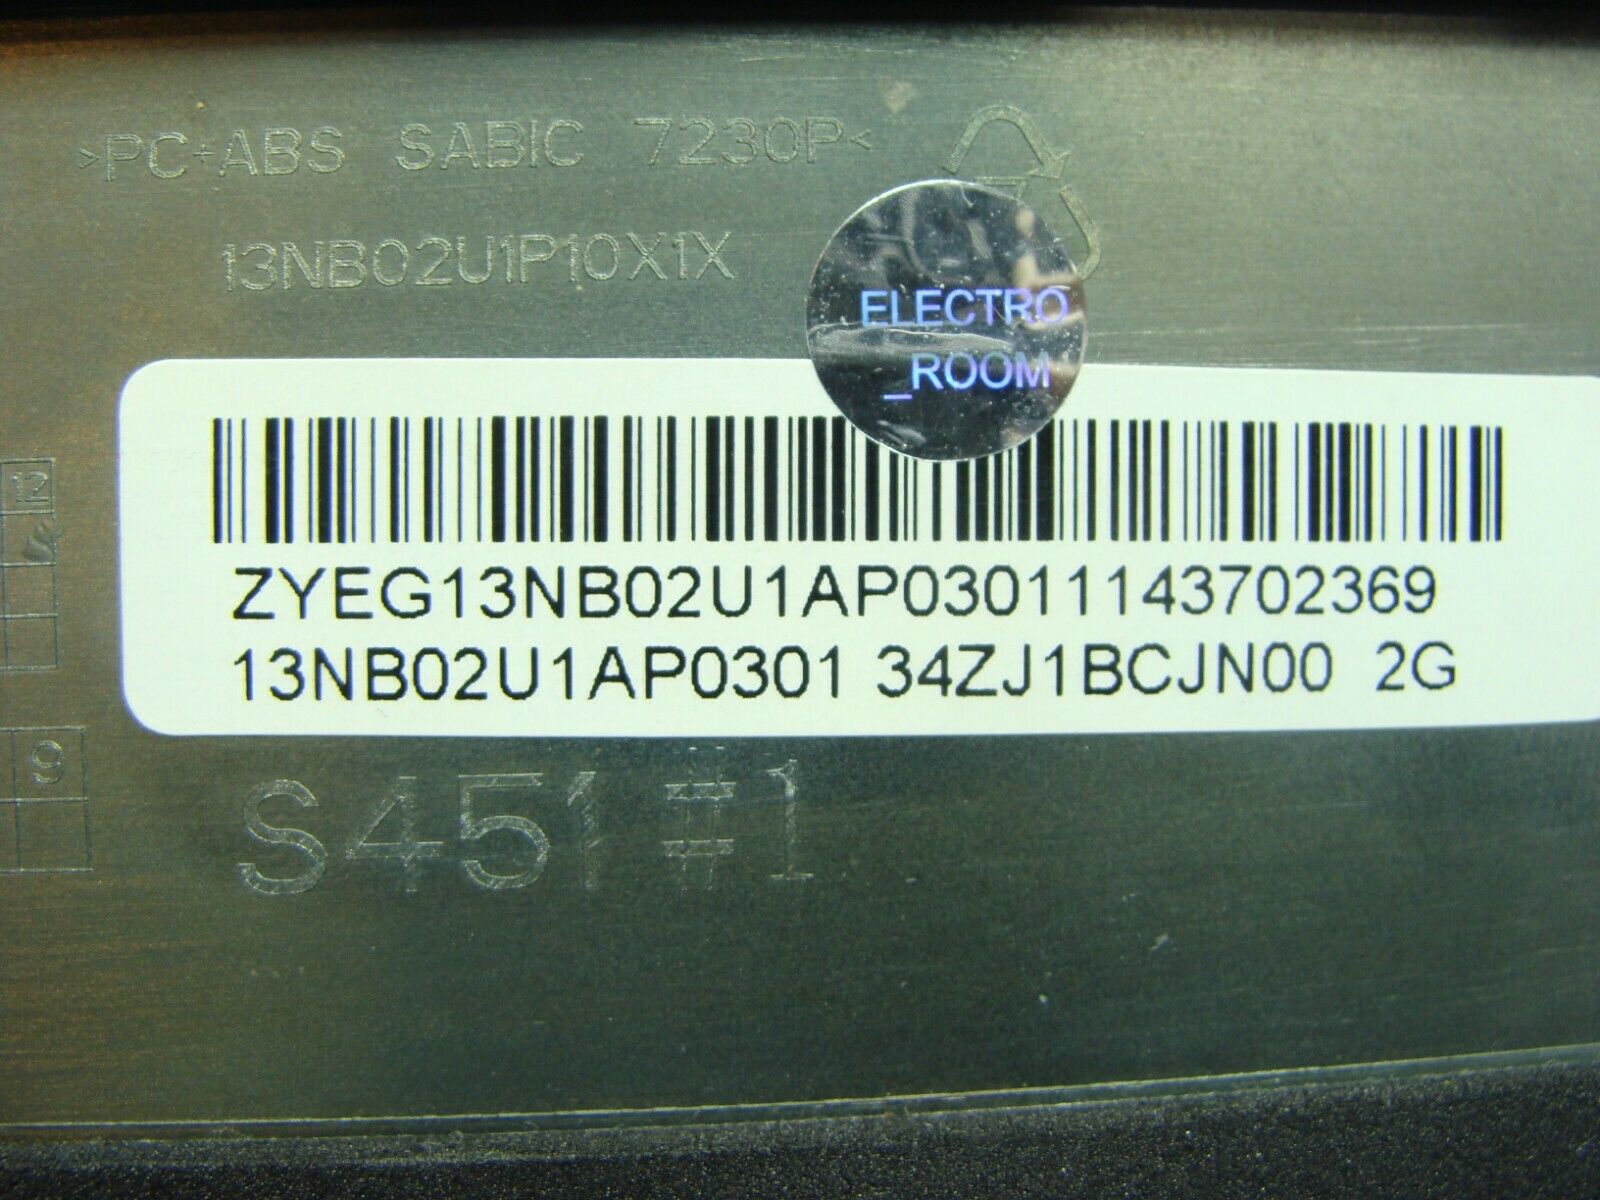 >PC+ABS SABIC 7230P<
13NB02U1P10X1X
ELECTRO
_ROOM
ZYEG13NB02U1AP03011143702369
13NB02U1AP0301 34ZJ1BCJN00 2G
12
9
S451 #1